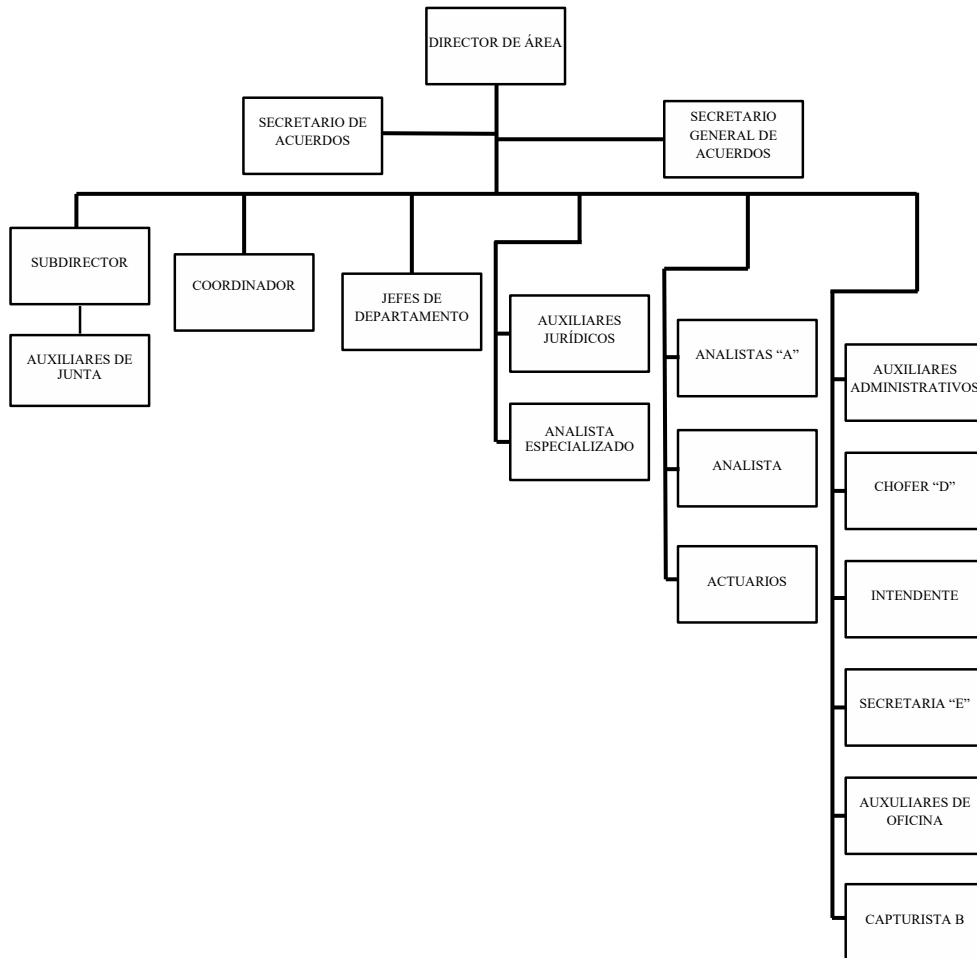 DIRECTOR DE ÁREA
SECRETARIO DE
ACUERDOS
SECRETARIO
GENERAL DE
ACUERDOS
SUBDIRECTOR
COORDINADOR
JEFES DE
DEPARTAMENTO
AUXILIARES
JURÍDICOS
ANALISTAS “A”
AUXILIARES
ADMINISTRATIVOS
AUXILIARES DE
JUNTA
ANALISTA
ESPECIALIZADO
ANALISTA
CHOFER “D”
ACTUARIOS
INTENDENTE
SECRETARIA “E”
AUXULIARES DE
OFICINA
CAPTURISTA B